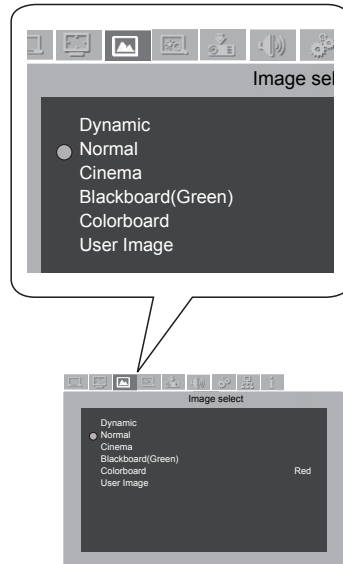 Image sel
Dynamic
Normal
Cinema
Blackboard(Green)
Colorboard
User Image
Image select
Dynamic
Normal
Cinema
Blackboard(Green)
Colorboard Red
User Image